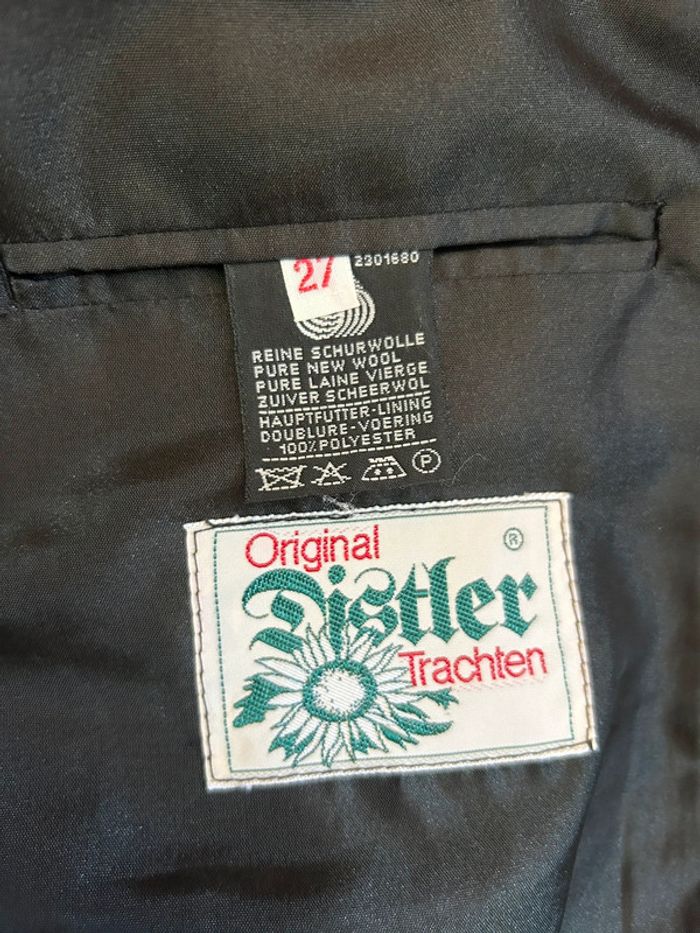 27
2301680
REINE SCHURWOLLE
PURE NEW WOOL
PURE LAINE VIERGE
ZUIVER SCHEERWOL
HAUPTFUTTER-LINING
DOUBLURE-VOERING
100% POLYESTER
P
Original
®
Distler
Trachten